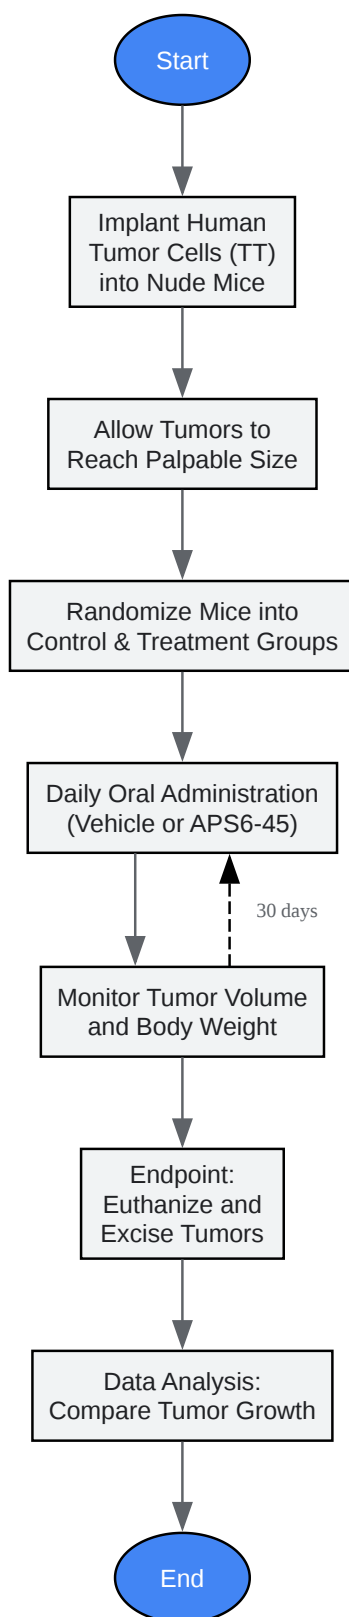 Start
Implant Human
Tumor Cells (TT)
into Nude Mice
Allow Tumors to
Reach Palpable Size
Randomize Mice into
Control & Treatment Groups
Daily Oral Administration
(Vehicle or APS6-45)
30 days
Monitor Tumor Volume
and Body Weight
Endpoint:
Euthanize and
Excise Tumors
Data Analysis:
Compare Tumor Growth
End